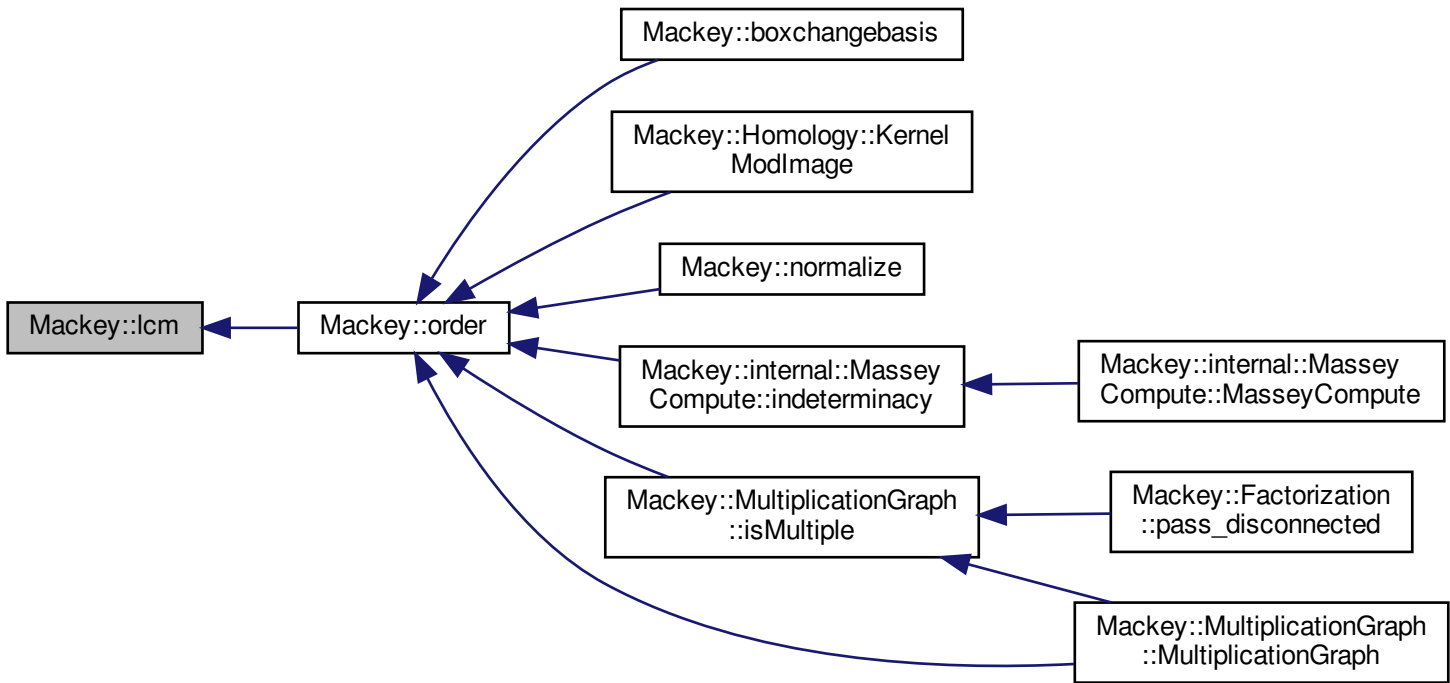 Mackey::boxchangebasis
Mackey::Homology::Kernel
ModImage
Mackey::normalize
Mackey::lcm
Mackey::order
Mackey::internal::Massey
Compute::indeterminacy
Mackey::internal::Massey
Compute::MasseyCompute
Mackey::MultiplicationGraph
::isMultiple
Mackey::Factorization
::pass_disconnected
Mackey::MultiplicationGraph
::MultiplicationGraph